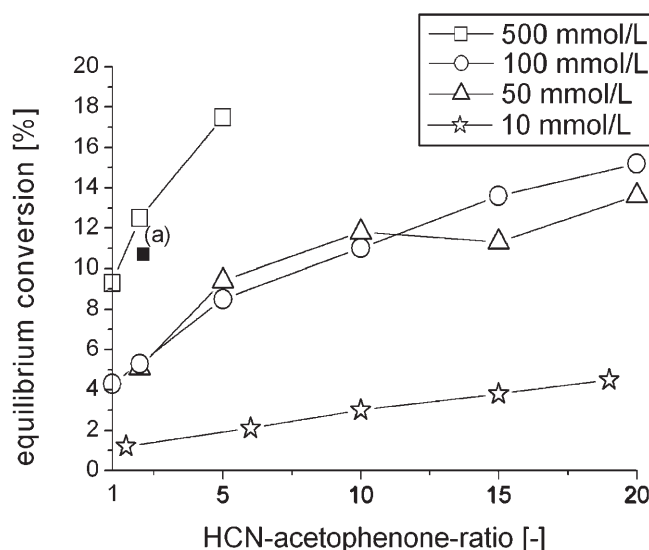 500 mmol/L
100 mmol/L
50 mmol/L
10 mmol/L
equilibrium conversion [%]
20
18
16
14
12
10
8
6
4
2
0
(a)
1
5
10
15
20
HCN-acetophenone-ratio [-]